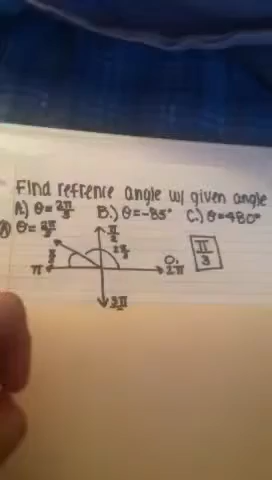 Find refrence angle w/ given angle
A.) θ = 2π/3 B.) θ = -85° C.) θ = 480°
A θ = 2π/3
π/2
2π/3
π/3
π 0, 2π
π/3
3π/2